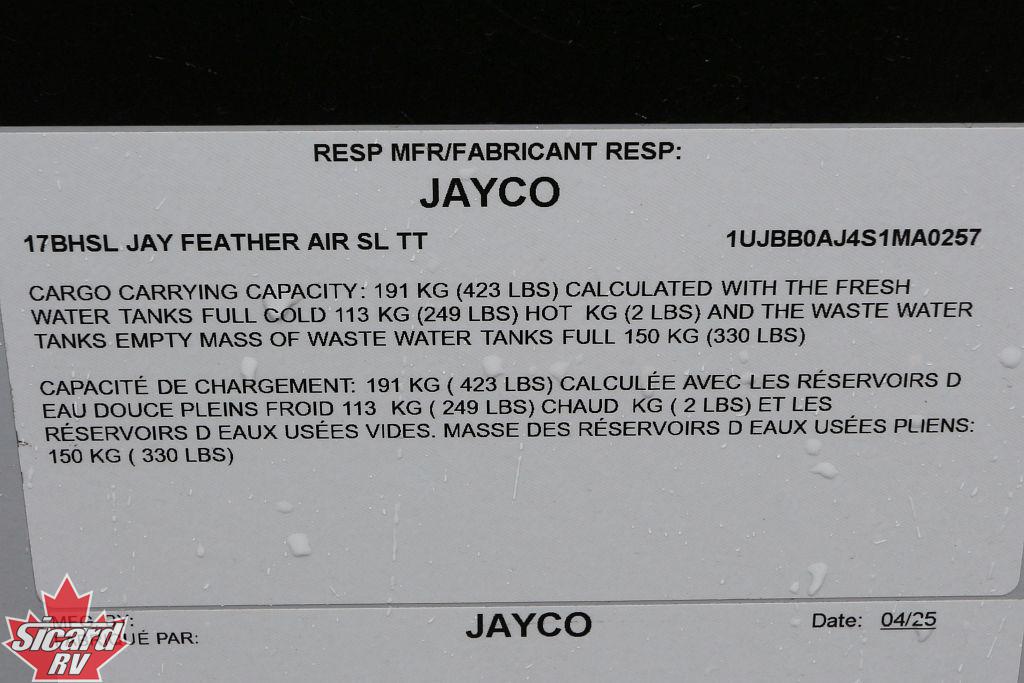 RESP MFR/FABRICANT RESP:
JAYCO
17BHSL JAY FEATHER AIR SL TT 1UJBB0AJ4S1MA0257
CARGO CARRYING CAPACITY: 191 KG (423 LBS) CALCULATED WITH THE FRESH
WATER TANKS FULL COLD 113 KG (249 LBS) HOT KG (2 LBS) AND THE WASTE WATER
TANKS EMPTY MASS OF WASTE WATER TANKS FULL 150 KG (330 LBS)
CAPACITÉ DE CHARGEMENT: 191 KG ( 423 LBS) CALCULÉE AVEC LES RÉSERVOIRS D
EAU DOUCE PLEINS FROID 113 KG ( 249 LBS) CHAUD KG ( 2 LBS) ET LES
RÉSERVOIRS D EAUX USÉES VIDES. MASSE DES RÉSERVOIRS D EAUX USÉES PLIENS:
150 KG ( 330 LBS)
JAYCO Date: 04/25
PAR:
Sicard
RV